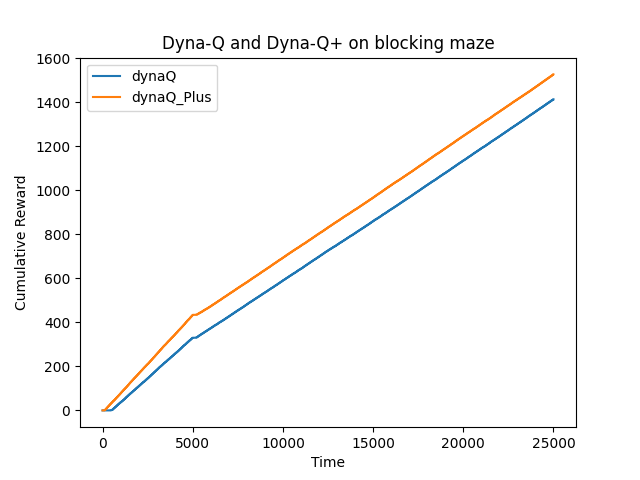 Dyna-Q and Dyna-Q+ on blocking maze
dynaQ
dynaQ_Plus
Cumulative Reward
1600
1400
1200
1000
800
600
400
200
0
0 5000 10000 15000 20000 25000
Time